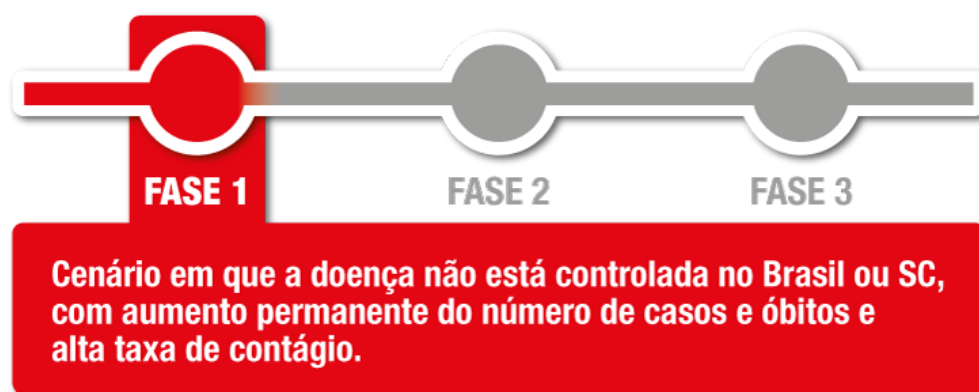 FASE 1
FASE 2
FASE 3
Cenário em que a doença não está controlada no Brasil ou SC,
com aumento permanente do número de casos e óbitos e
alta taxa de contágio.